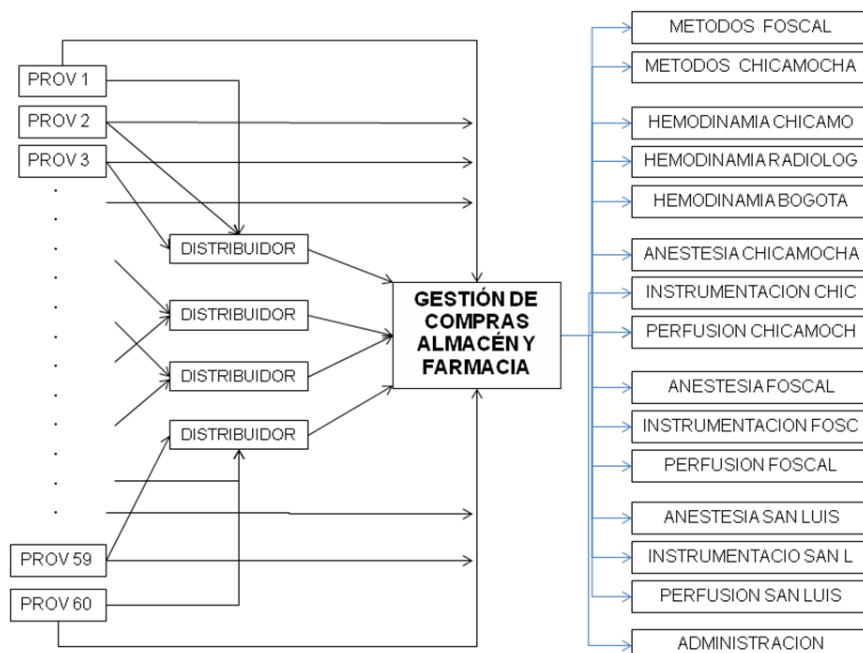 PROV 1
PROV 2
PROV 3
PROV 59
PROV 60
DISTRIBUIDOR
DISTRIBUIDOR
DISTRIBUIDOR
DISTRIBUIDOR
GESTIÓN DE
COMPRAS
ALMACÉN Y
FARMACIA
METODOS FOSCAL
METODOS CHICAMOCHA
HEMODINAMIA CHICAMO
HEMODINAMIA RADIOLOG
HEMODINAMIA BOGOTA
ANESTESIA CHICAMOCHA
INSTRUMENTACION CHIC
PERFUSION CHICAMOCH
ANESTESIA FOSCAL
INSTRUMENTACION FOSC
PERFUSION FOSCAL
ANESTESIA SAN LUIS
INSTRUMENTACIO SAN L
PERFUSION SAN LUIS
ADMINISTRACION